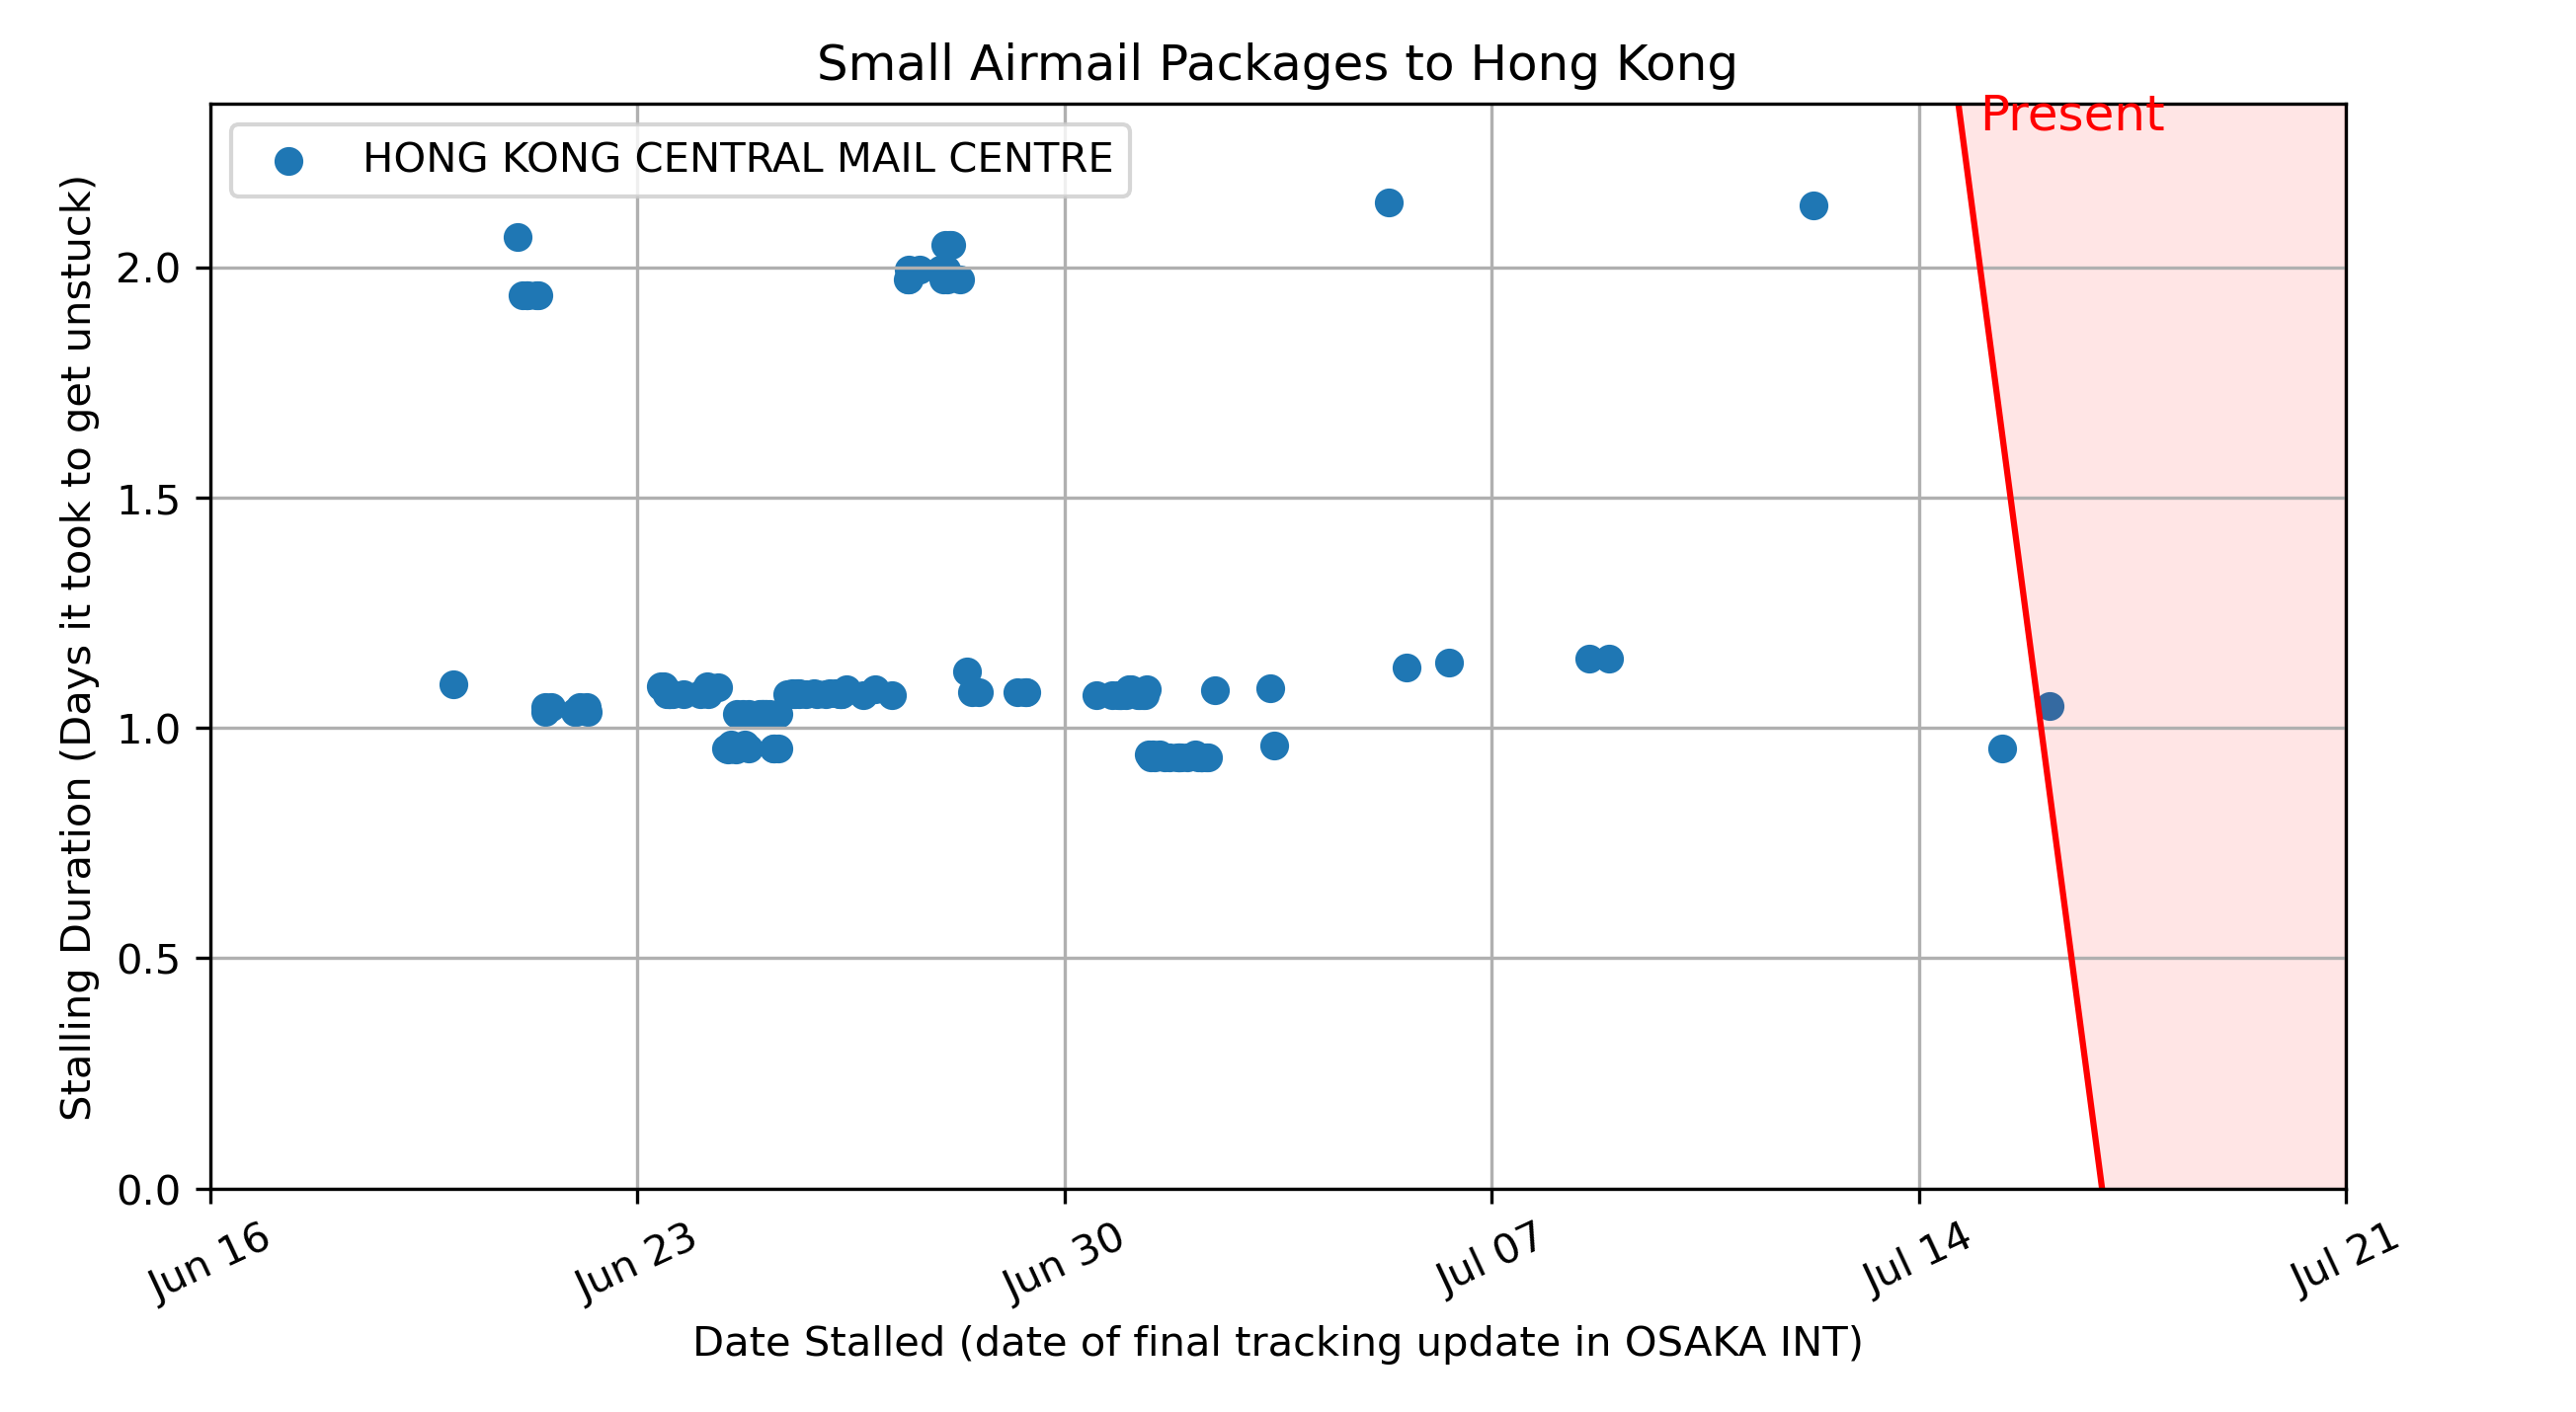 Small Airmail Packages to Hong Kong
Present
HONG KONG CENTRAL MAIL CENTRE
Stalling Duration (Days it took to get unstuck)
2.0
1.5
1.0
0.5
0.0
Jun 16
Jun 23
Jun 30
Jul 07
Jul 14
Jul 21
Date Stalled (date of final tracking update in OSAKA INT)